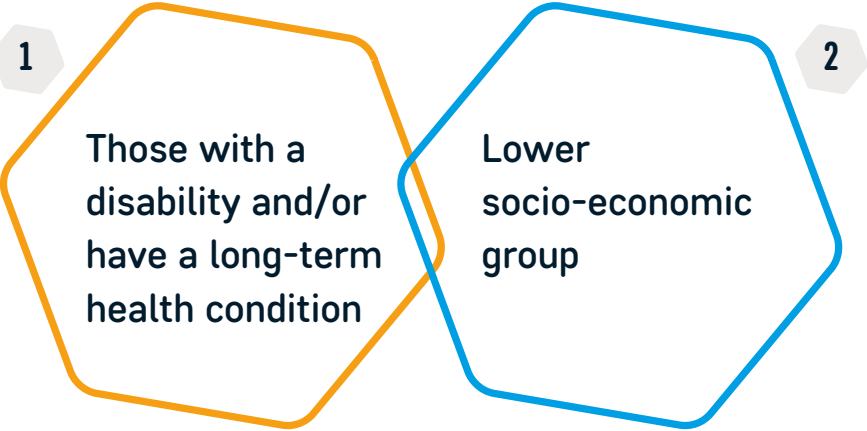 1
Those with a
disability and/or
have a long-term
health condition
2
Lower
socio-economic
group